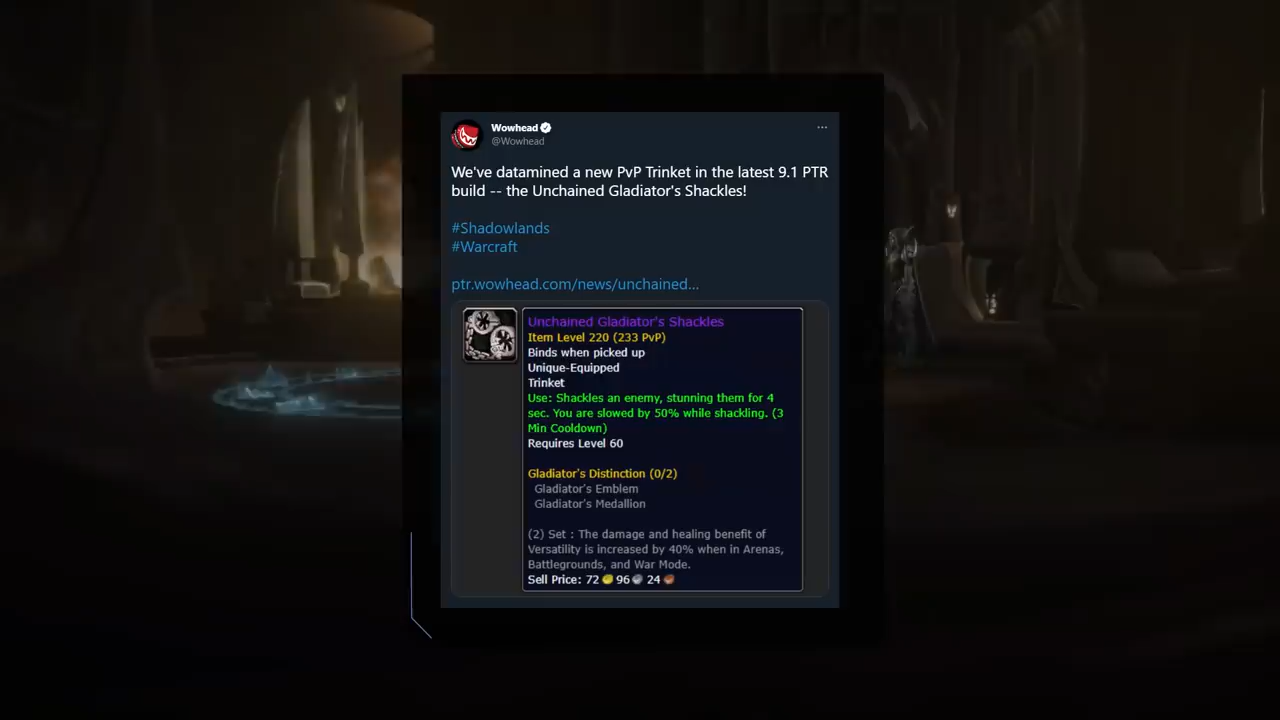 Wowhead
@Wowhead
We've datamined a new PvP Trinket in the latest 9.1 PTR
build -- the Unchained Gladiator's Shackles!
#Shadowlands
#Warcraft
ptr.wowhead.com/news/unchained...
Unchained Gladiator's Shackles
Item Level 220 (233 PvP)
Binds when picked up
Unique-Equipped
Trinket
Use: Shackles an enemy, stunning them for 4
sec. You are slowed by 50% while shackling. (3
Min Cooldown)
Requires Level 60
Gladiator's Distinction (0/2)
Gladiator's Emblem
Gladiator's Medallion
(2) Set : The damage and healing benefit of
Versatility is increased by 40% when in Arenas,
Battlegrounds, and War Mode.
Sell Price: 72 96 24